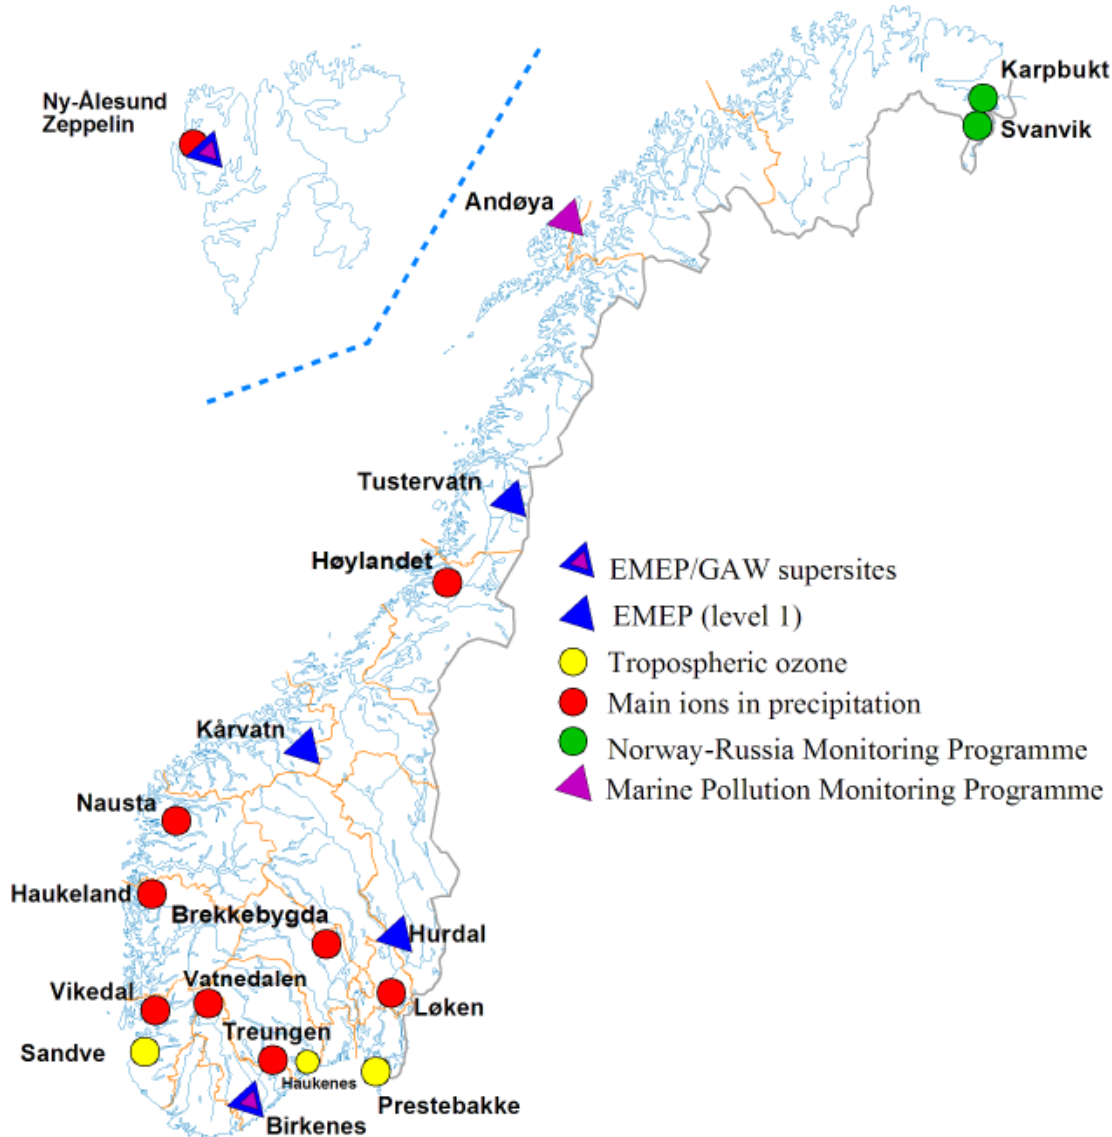 Karpbukt
Ny-Ålesund
Zeppelin
Svanvik
Andøya
Tustervatn
Høylandet
EMEP/GAW supersites
EMEP (level 1)
Tropospheric ozone
Main ions in precipitation
Norway-Russia Monitoring Programme
Marine Pollution Monitoring Programme
Kårvatn
Nausta
Haukeland
Brekkebygda
Hurdal
Vatnedalen
Vikedal
Løken
Treungen
Sandve
Haukenes
Prestebakke
Birkenes